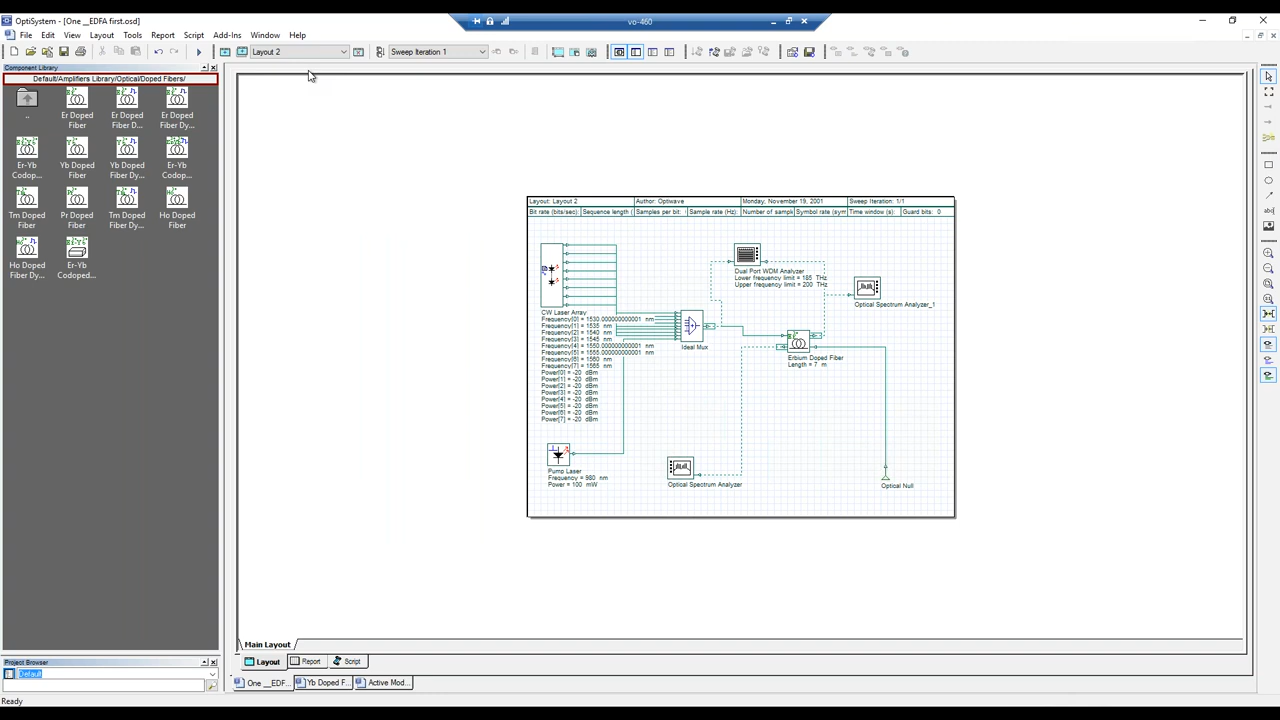 OptiSystem - [One __EDFA first.osd]
vo-460
File Edit View Layout Tools Report Script Add-Ins Window Help
Layout 2
Sweep Iteration 1
Component Library
Default/Amplifiers Library/Optical/Doped Fibers/
..
Er Doped Fiber
Er Doped Fiber D...
Er Doped Fiber Dy...
Er-Yb Codop...
Yb Doped Fiber
Yb Doped Fiber Dy...
Er-Yb Codop...
Tm Doped Fiber
Pr Doped Fiber
Tm Doped Fiber Dy...
Ho Doped Fiber
Ho Doped Fiber Dy...
Er-Yb Codoped...
Layout: Layout 2
Author: Optiwave
Monday, November 19, 2001
Sweep Iteration: 1/1
Bit rate (bits/sec):
Sequence length (
Samples per bit:
Sample rate (Hz):
Number of sampl
Symbol rate (sym
Time window (s):
Guard bits: 0
CW Laser Array
Frequency[0] = 1530.000000000001 nm
Frequency[1] = 1535 nm
Frequency[2] = 1540 nm
Frequency[3] = 1545 nm
Frequency[4] = 1550.000000000001 nm
Frequency[5] = 1555.000000000001 nm
Frequency[6] = 1560 nm
Frequency[7] = 1565 nm
Power[0] = -20 dBm
Power[1] = -20 dBm
Power[2] = -20 dBm
Power[3] = -20 dBm
Power[4] = -20 dBm
Power[5] = -20 dBm
Power[6] = -20 dBm
Power[7] = -20 dBm
Ideal Mux
Dual Port WDM Analyzer
Lower frequency limit = 185 THz
Upper frequency limit = 200 THz
Optical Spectrum Analyzer_1
Erbium Doped Fiber
Length = 7 m
Pump Laser
Frequency = 980 nm
Power = 100 mW
Optical Spectrum Analyzer
Optical Null
Main Layout
Layout Report Script
Project Browser
Default
One __EDF... Yb Doped F... Active Mod...
Ready